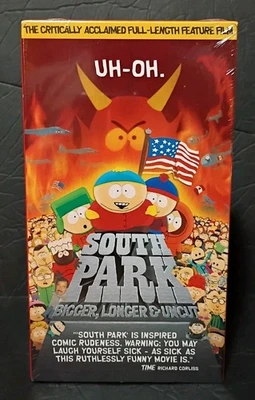 THE CRITICALLY ACCLAIMED FULL-LENGTH FEATURE FILM
UH-OH.
SOUTH
PARK
BIGGER, LONGER & UNCUT
"'SOUTH PARK' IS INSPIRED
COMIC RUDENESS. WARNING: YOU MAY
LAUGH YOURSELF SICK - AS SICK AS
THIS RUTHLESSLY FUNNY MOVIE IS."
TIME RICHARD CORLISS